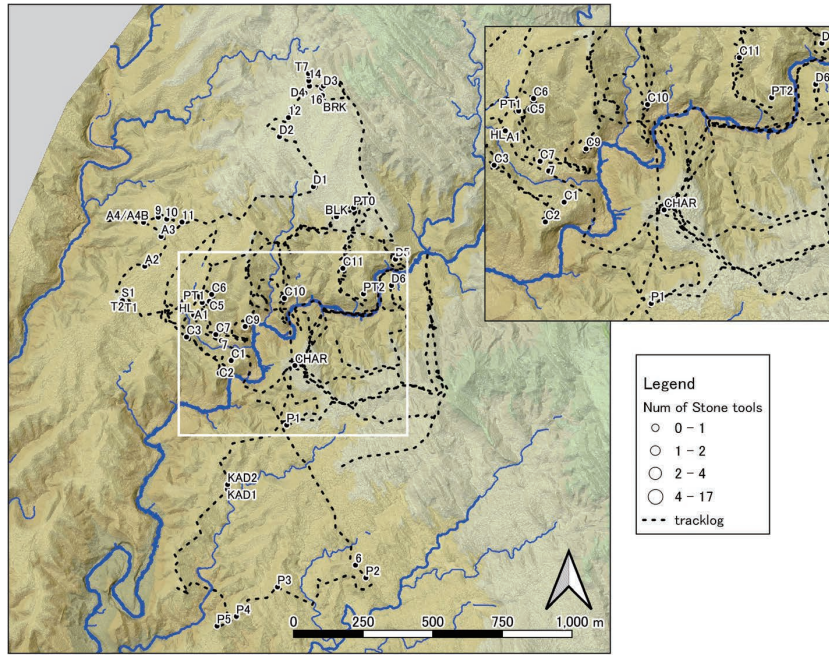 T7
14
D3
D4
16
BRK
12
D2
D1
BLK
PT0
A4/A4B
9
10
11
A3
A2
S1
T2
T1
C11
D5
D6
PT2
C6
PT1
C5
C10
HL
A1
C9
C3
C7
7
C1
C2
CHAR
P1
KAD2
KAD1
6
P2
P3
P4
P5
0 250 500 750 1,000 m
C11
D
D6
PT2
C6
PT1
C5
C10
HL
A1
C9
C3
C7
7
C1
C2
CHAR
P1
Legend
Num of Stone tools
0 - 1
1 - 2
2 - 4
4 - 17
tracklog